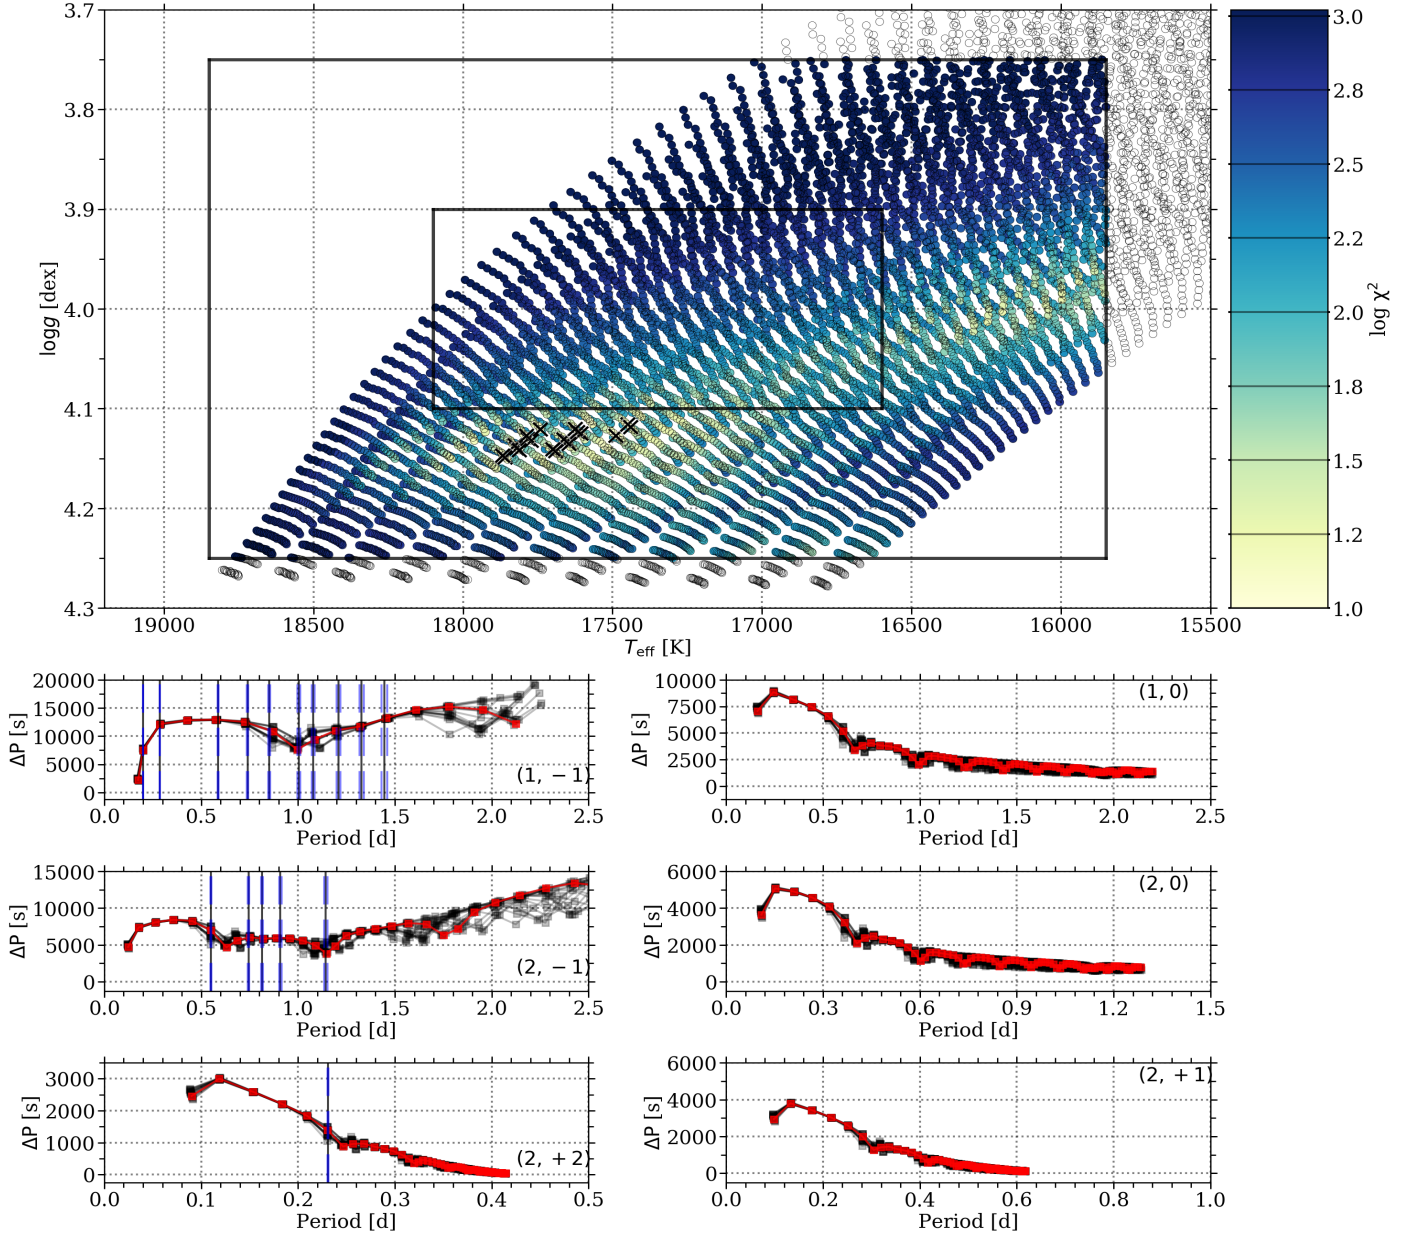 3.7
3.8
3.9
4.0
4.1
4.2
4.3
logg [dex]
19000 18500 18000 17500 17000 16500 16000 15500
T_eff [K]
3.0
2.8
2.5
2.2
2.0
1.8
1.5
1.2
1.0
log χ²
20000
15000
10000
5000
0
ΔP [s]
(1, −1)
0.0 0.5 1.0 1.5 2.0 2.5
Period [d]
10000
7500
5000
2500
0
ΔP [s]
(1, 0)
0.0 0.5 1.0 1.5 2.0 2.5
Period [d]
15000
10000
5000
0
ΔP [s]
(2, −1)
0.0 0.5 1.0 1.5 2.0 2.5
Period [d]
6000
4000
2000
0
ΔP [s]
(2, 0)
0.0 0.3 0.6 0.9 1.2 1.5
Period [d]
3000
2000
1000
0
ΔP [s]
(2, +2)
0.0 0.1 0.2 0.3 0.4 0.5
Period [d]
6000
4000
2000
0
ΔP [s]
(2, +1)
0.0 0.2 0.4 0.6 0.8 1.0
Period [d]